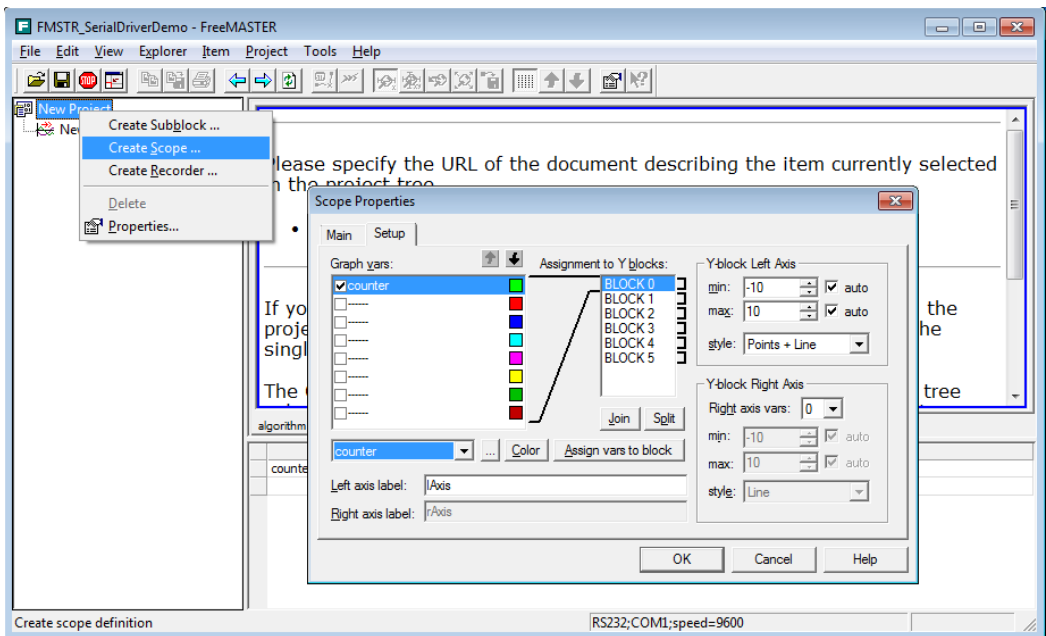 FMSTR_SerialDriverDemo - FreeMASTER
File Edit View Explorer Item Project Tools Help
New Project
Create Subblock ...
Create Scope ...
Create Recorder ...
Delete
Properties...
Please specify the URL of the document describing the item currently selected
in the project tree
If yo
the
proje
he
singl
The
tree
algorithm
counte
Scope Properties
Main Setup
Graph vars:
counter
------
------
------
------
------
------
------
Assignment to Y blocks:
BLOCK 0
BLOCK 1
BLOCK 2
BLOCK 3
BLOCK 4
BLOCK 5
Join Split
counter ... Color Assign vars to block
Left axis label: lAxis
Right axis label: rAxis
Y-block Left Axis
min: -10 auto
max: 10 auto
style: Points + Line
Y-block Right Axis
Right axis vars: 0
min: -10 auto
max: 10 auto
style: Line
OK Cancel Help
Create scope definition
RS232;COM1;speed=9600